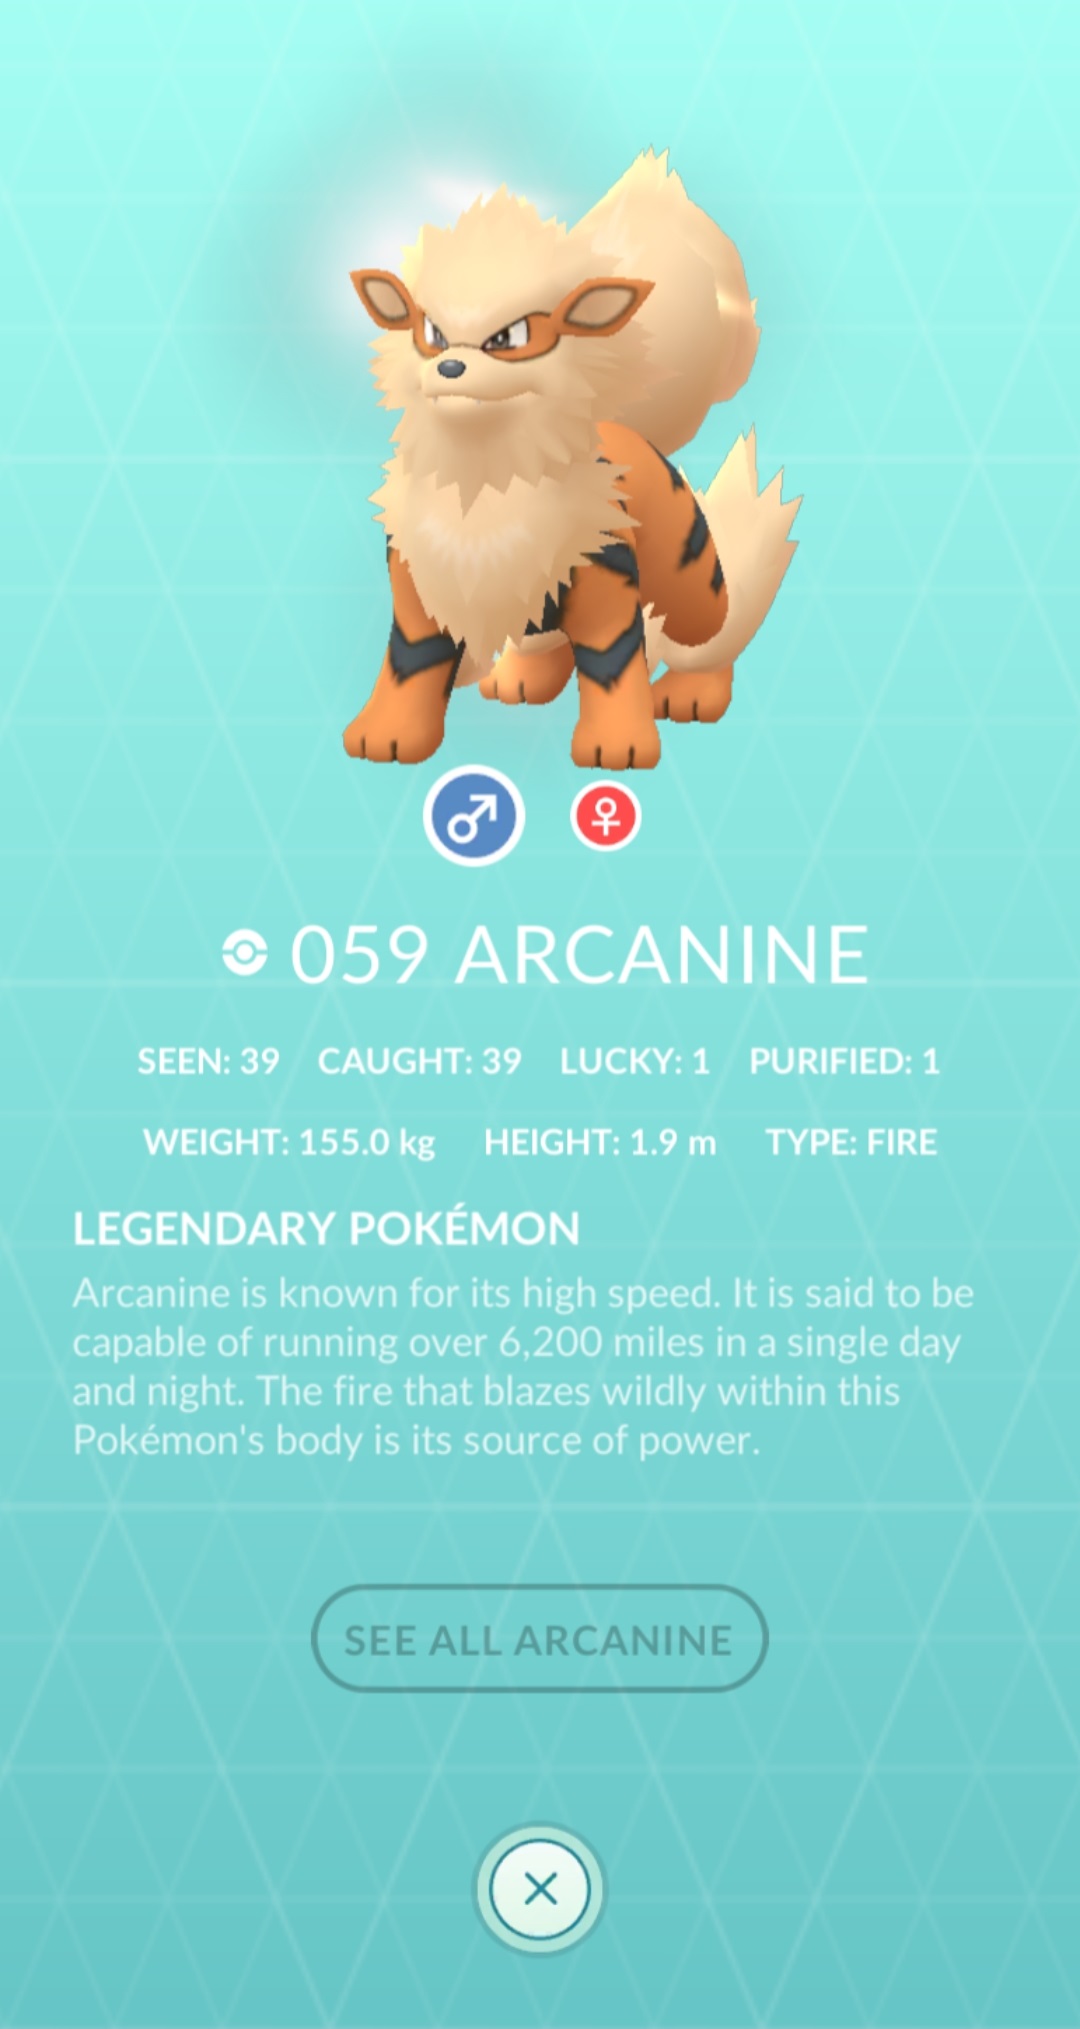 059 ARCANINE
SEEN: 39 CAUGHT: 39 LUCKY: 1 PURIFIED: 1
WEIGHT: 155.0 kg HEIGHT: 1.9 m TYPE: FIRE
LEGENDARY POKÉMON
Arcanine is known for its high speed. It is said to be
capable of running over 6,200 miles in a single day
and night. The fire that blazes wildly within this
Pokémon's body is its source of power.
SEE ALL ARCANINE